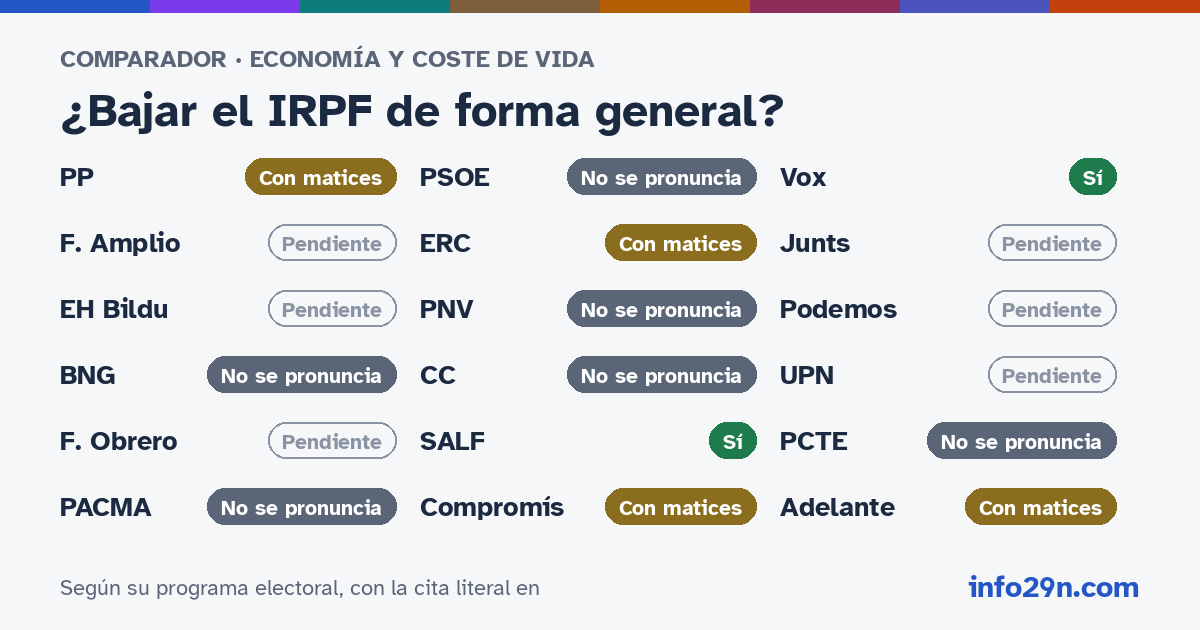 COMPARADOR · ECONOMÍA Y COSTE DE VIDA
¿Bajar el IRPF de forma general?
PP Con matices PSOE No se pronuncia Vox Sí
F. Amplio Pendiente ERC Con matices Junts Pendiente
EH Bildu Pendiente PNV No se pronuncia Podemos Pendiente
BNG No se pronuncia CC No se pronuncia UPN Pendiente
F. Obrero Pendiente SALF Sí PCTE No se pronuncia
PACMA No se pronuncia Compromís Con matices Adelante Con matices
Según su programa electoral, con la cita literal en info29n.com